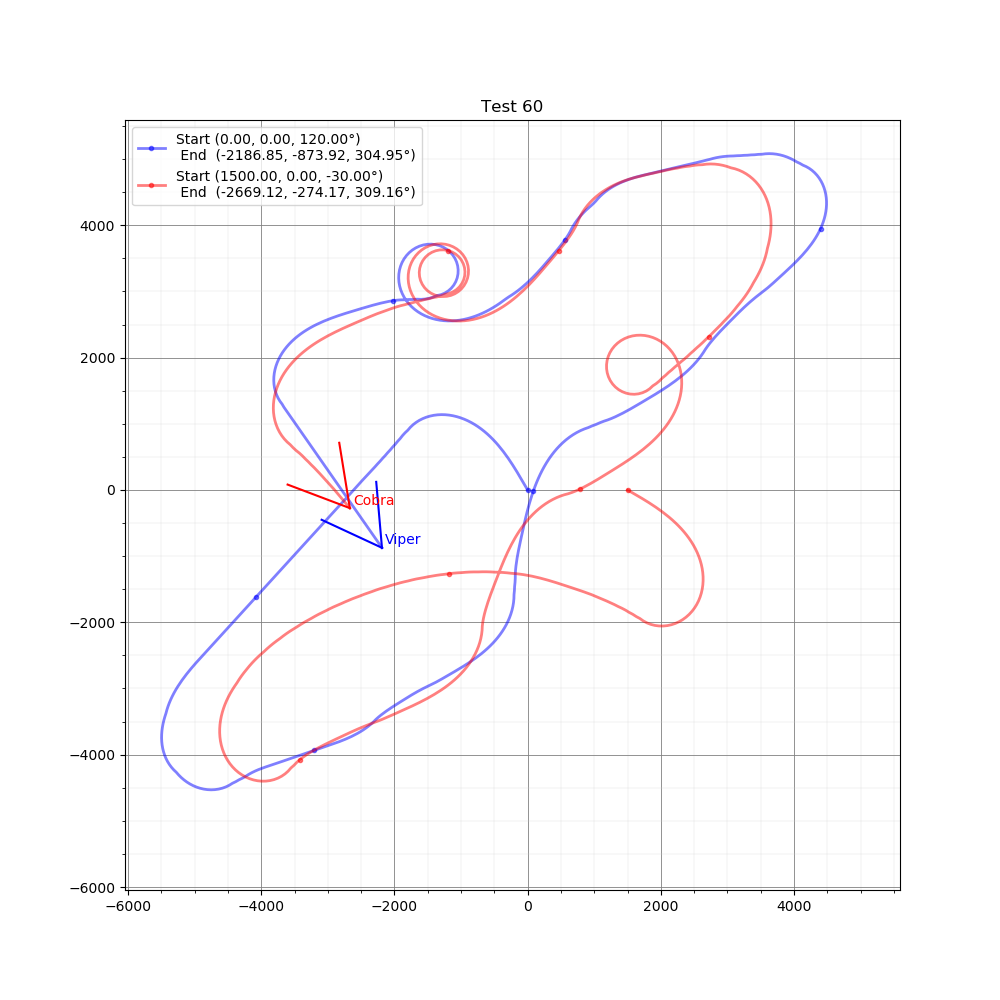 Test 60
Start (0.00, 0.00, 120.00°)
End  (-2186.85, -873.92, 304.95°)
Start (1500.00, 0.00, -30.00°)
End  (-2669.12, -274.17, 309.16°)
4000
2000
0
Cobra
Viper
−2000
−4000
−6000
−6000 −4000 −2000 0 2000 4000